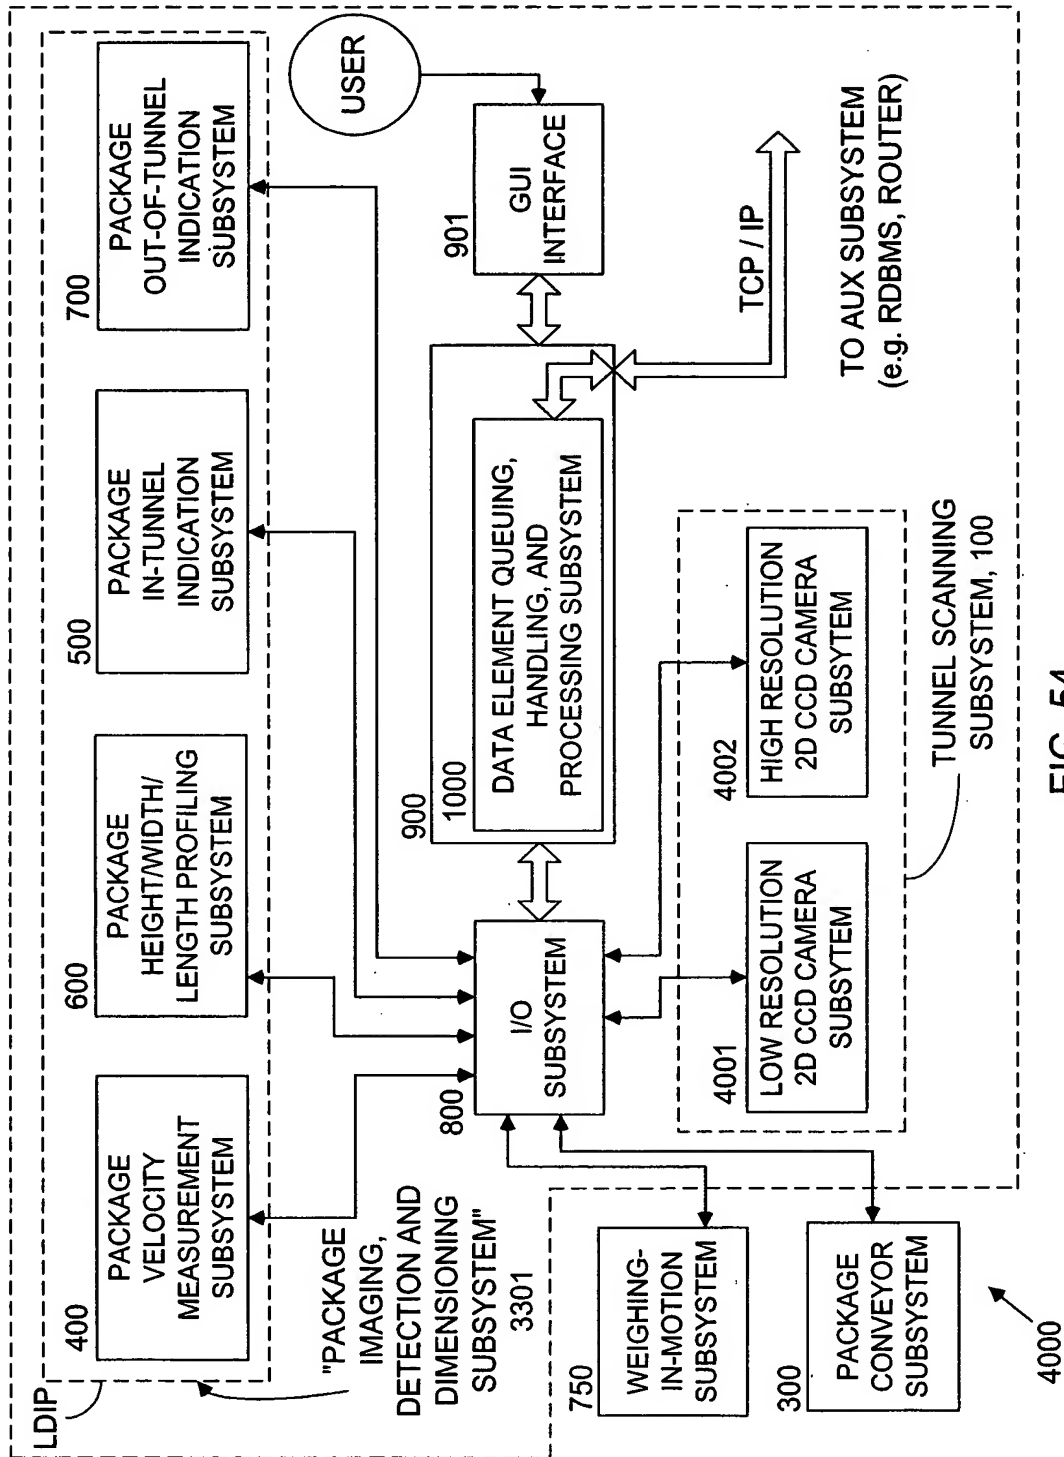 LDIP
400
PACKAGE
VELOCITY
MEASUREMENT
SUBSYSTEM
600
PACKAGE
HEIGHT/WIDTH/
LENGTH PROFILING
SUBSYSTEM
500
PACKAGE
IN-TUNNEL
INDICATION
SUBSYSTEM
700
PACKAGE
OUT-OF-TUNNEL
INDICATION
SUBSYSTEM
"PACKAGE
IMAGING,
DETECTION AND
DIMENSIONING
SUBSYSTEM"
3301
800
I/O
SUBSYSTEM
900
1000
DATA ELEMENT QUEUING,
HANDLING, AND
PROCESSING SUBSYSTEM
901
GUI
INTERFACE
USER
TCP / IP
TO AUX SUBSYSTEM
(e.g. RDBMS, ROUTER)
750
WEIGHING-
IN-MOTION
SUBSYSTEM
300
PACKAGE
CONVEYOR
SUBSYSTEM
4001
LOW RESOLUTION
2D CCD CAMERA
SUBSYTEM
4002
HIGH RESOLUTION
2D CCD CAMERA
SUBSYTEM
TUNNEL SCANNING
SUBSYSTEM, 100
4000
FIG. 54